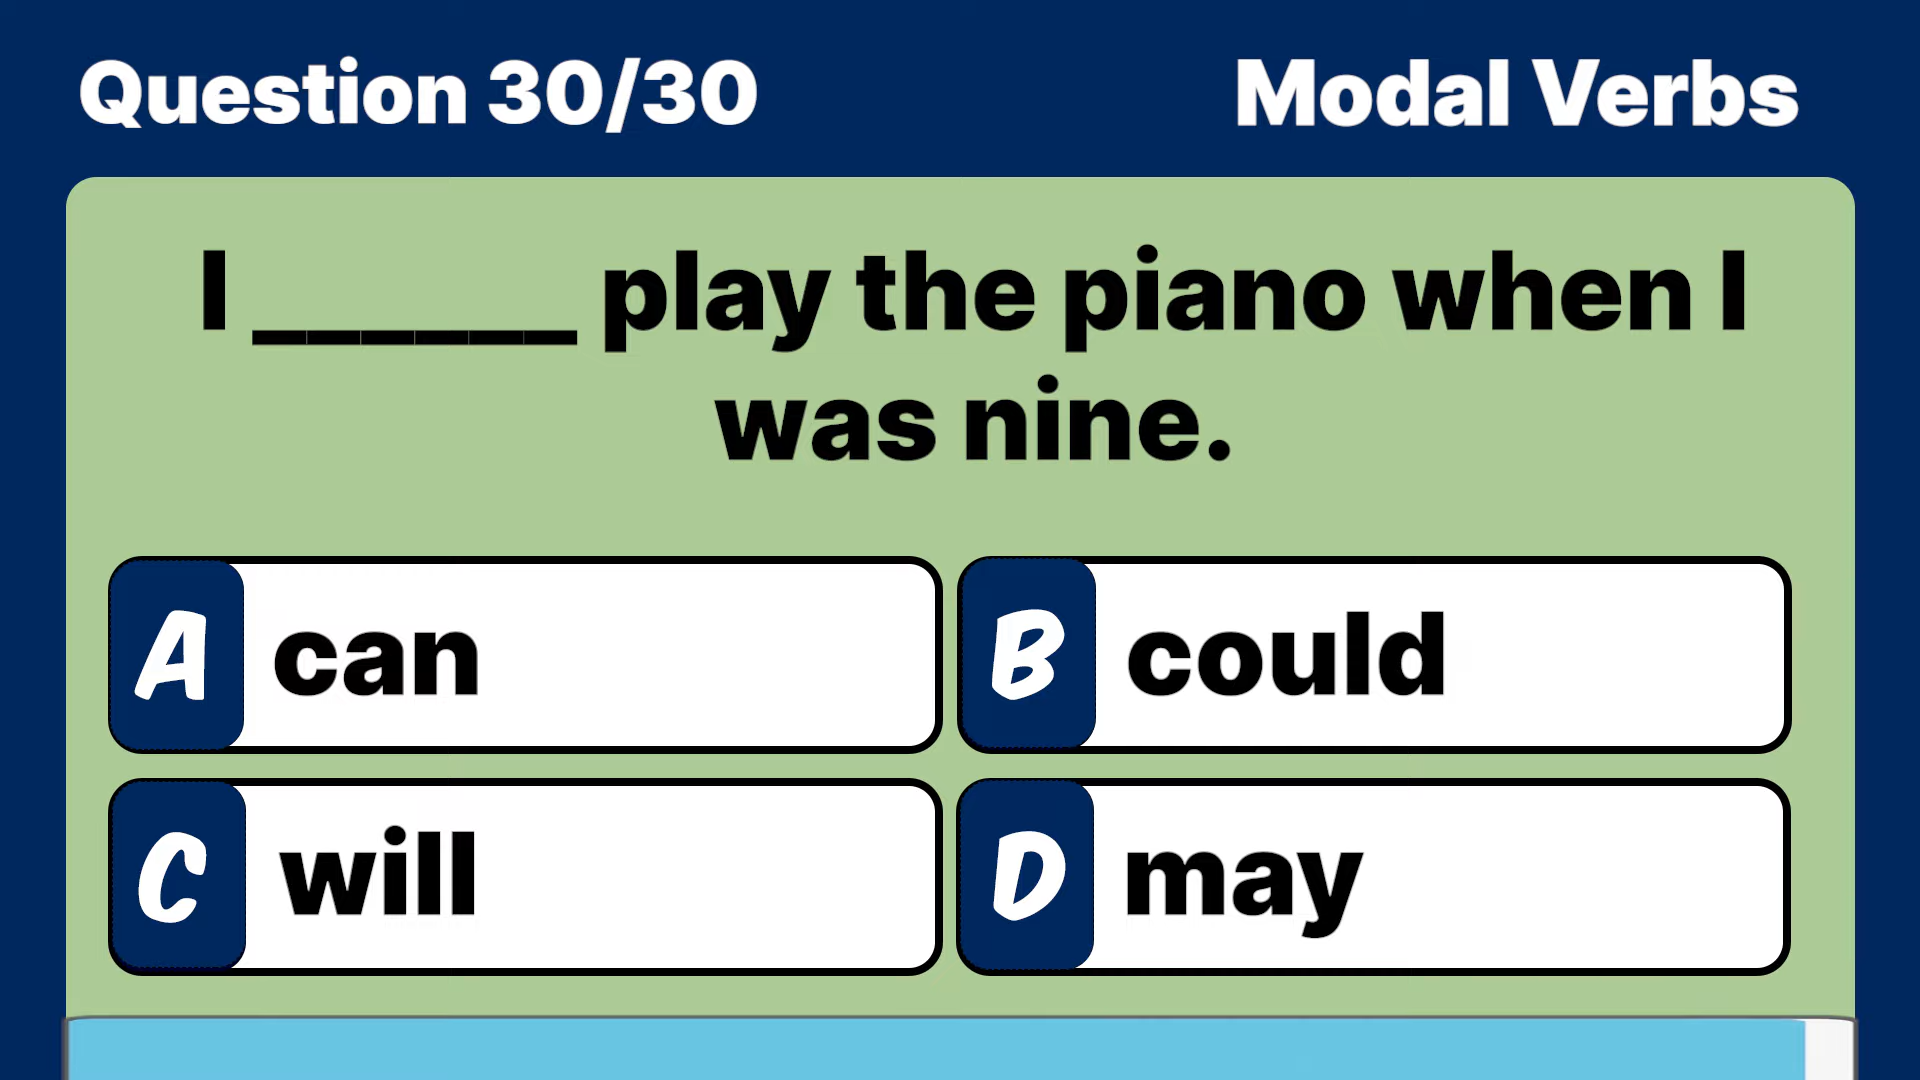 Question 30/30
Modal Verbs
I ______ play the piano when I
was nine.
A can
B could
C will
D may